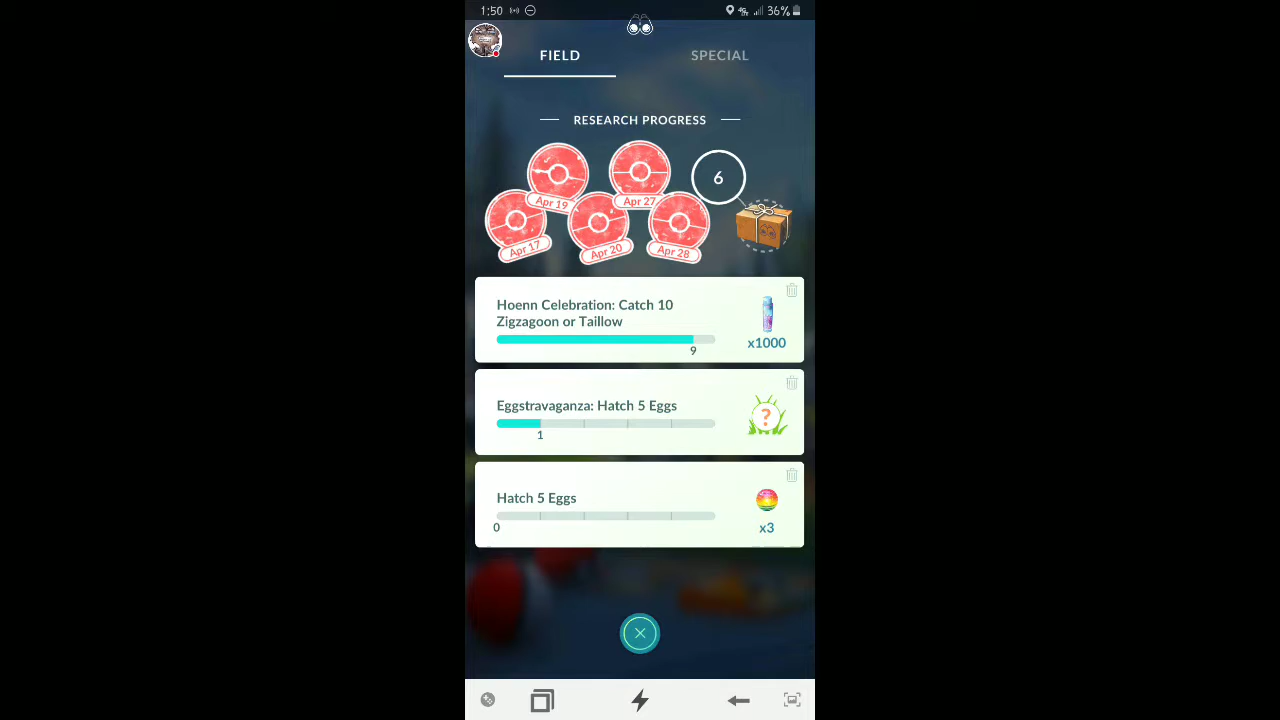 1:50
36%
FIELD
SPECIAL
RESEARCH PROGRESS
Apr 17
Apr 19
Apr 20
Apr 27
Apr 28
6
Hoenn Celebration: Catch 10
Zigzagoon or Taillow
x1000
9
Eggstravaganza: Hatch 5 Eggs
?
1
Hatch 5 Eggs
x3
0